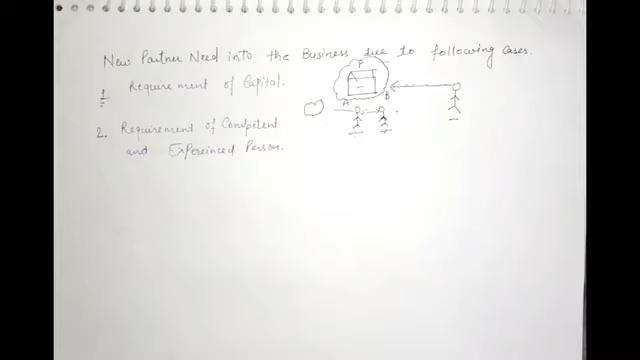 New Partner Need into the Business due to following cases.
1 Requirement of Capital.
2. Requirement of Competent
and Exporeinced Person.
F
A B